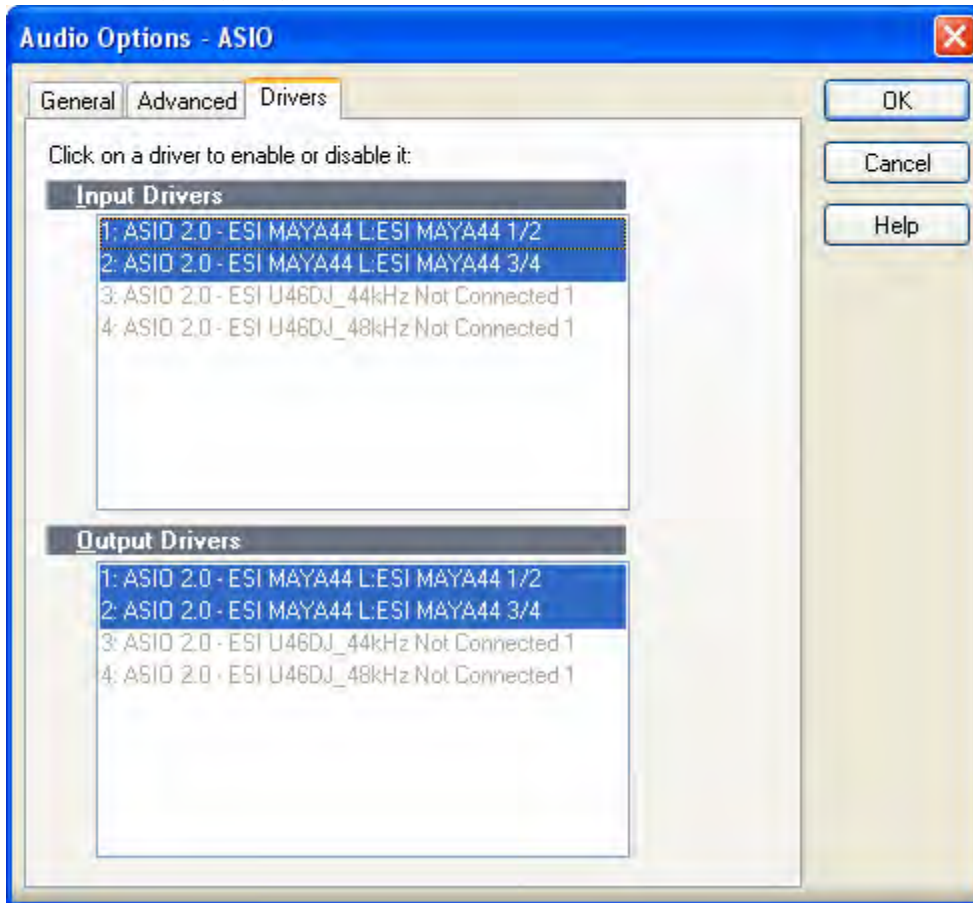 Audio Options - ASIO
General Advanced Drivers
OK
Click on a driver to enable or disable it:
Cancel
Input Drivers
Help
1: ASIO 2.0 - ESI MAYA44 L:ESI MAYA44 1/2
2: ASIO 2.0 - ESI MAYA44 L:ESI MAYA44 3/4
3: ASIO 2.0 - ESI U46DJ_44kHz Not Connected 1
4: ASIO 2.0 - ESI U46DJ_48kHz Not Connected 1
Output Drivers
1: ASIO 2.0 - ESI MAYA44 L:ESI MAYA44 1/2
2: ASIO 2.0 - ESI MAYA44 L:ESI MAYA44 3/4
3: ASIO 2.0 - ESI U46DJ_44kHz Not Connected 1
4: ASIO 2.0 - ESI U46DJ_48kHz Not Connected 1